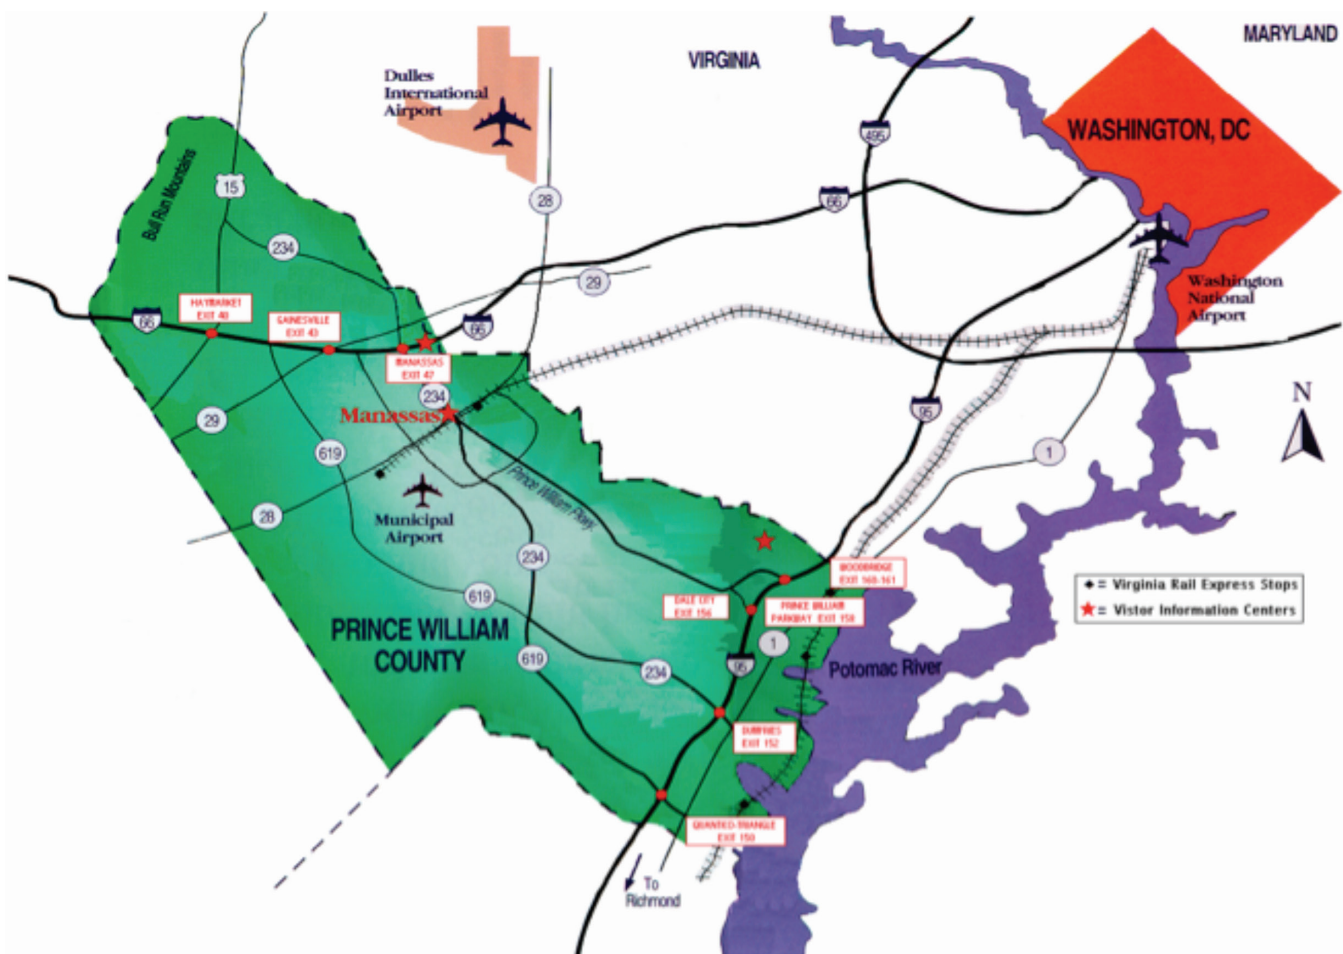 MARYLAND
VIRGINIA
Dulles
International
Airport
WASHINGTON, DC
495
Bull Run Mountains
15
28
66
234
29
Washington
National
Airport
HAYMARKET
EXIT 40
GAINESVILLE
EXIT 43
66
66
MANASSAS
EXIT 47
234
Manassas
N
95
29
619
1
Prince William Pkwy.
28
Municipal
Airport
234
WOODBRIDGE
EXIT 160-161
= Virginia Rail Express Stops
= Vistor Information Centers
619
DALE CITY
EXIT 156
PRINCE WILLIAM
PARKWAY EXIT 158
PRINCE WILLIAM
COUNTY
1
619
234
95
Potomac River
DUMFRIES
EXIT 152
QUANTICO-TRIANGLE
EXIT 150
To
Richmond